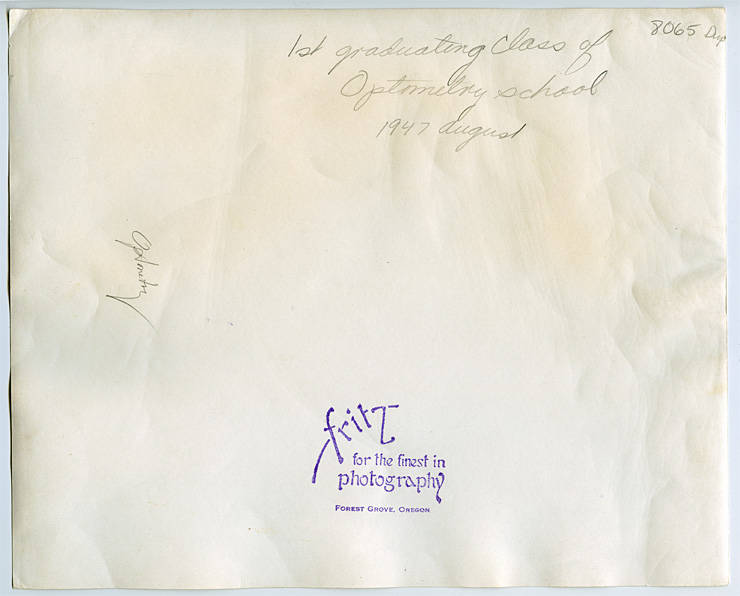 8065 Dup
1st graduating Class of
Optometry school
1947 August
Optometry
fritz
for the finest in
photography
FOREST GROVE, OREGON